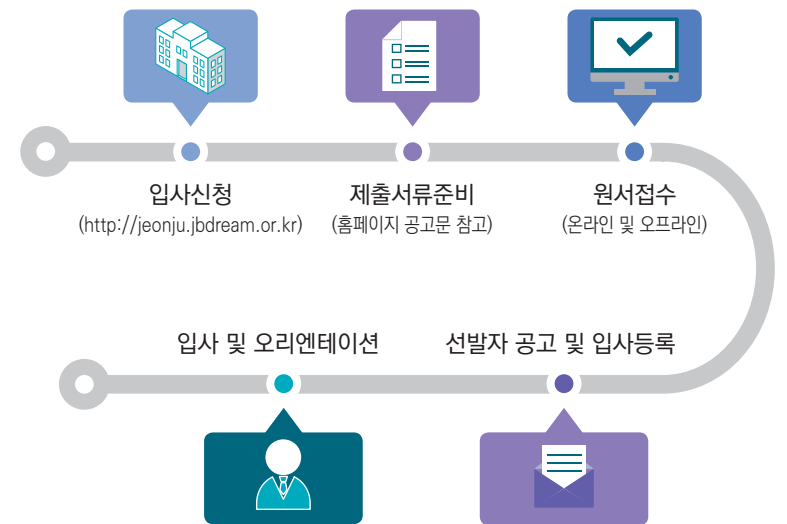 입사신청
(http://jeonju.jbdream.or.kr)
제출서류준비
(홈페이지 공고문 참고)
원서접수
(온라인 및 오프라인)
선발자 공고 및 입사등록
입사 및 오리엔테이션